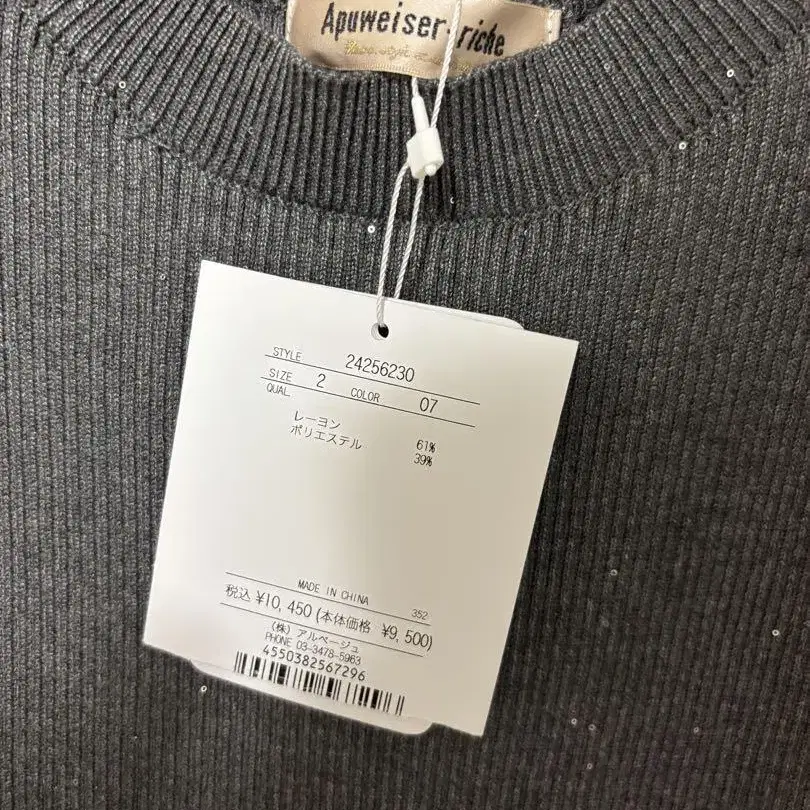 Apuweiser-riche
STYLE 24256230
SIZE 2 COLOR 07
QUAL.
レーヨン 61%
ポリエステル 39%
MADE IN CHINA 352
税込 ¥10,450 (本体価格 ¥9,500)
(株) アルページュ
PHONE 03-3478-5963
4550382567296